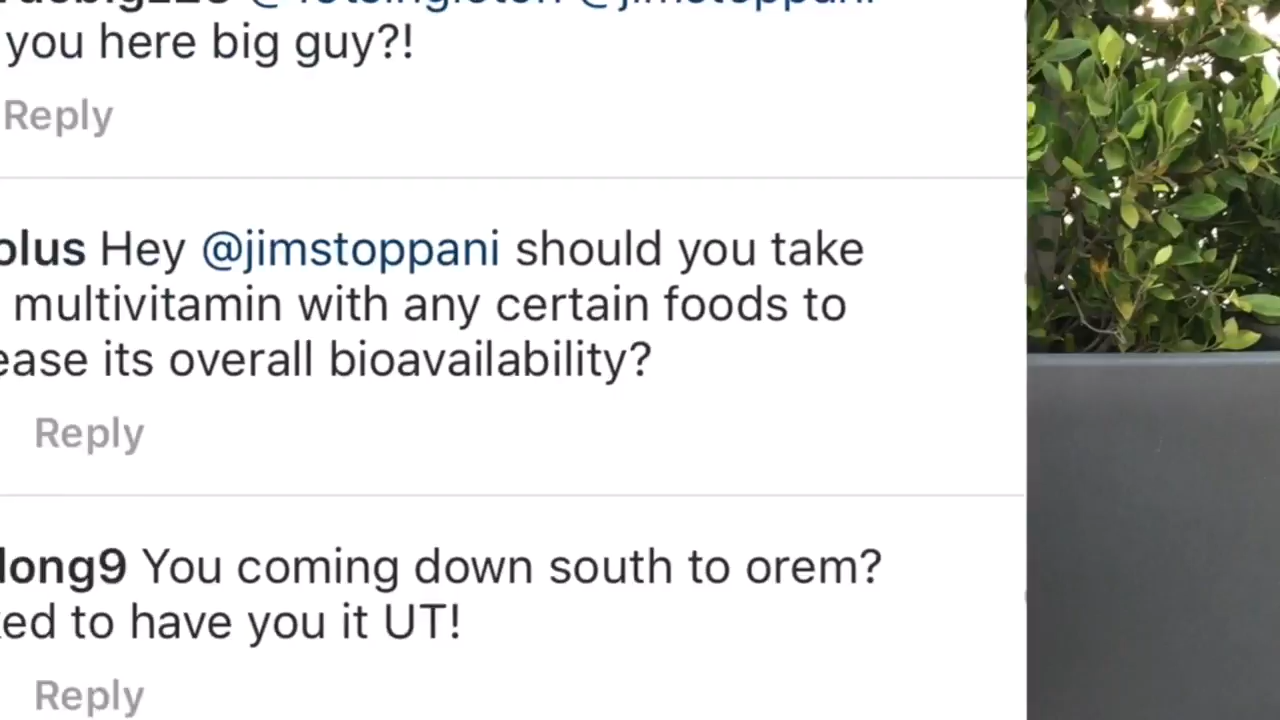 you here big guy?!
Reply
olus Hey @jimstoppani should you take
multivitamin with any certain foods to
ease its overall bioavailability?
Reply
long9 You coming down south to orem?
ked to have you it UT!
Reply